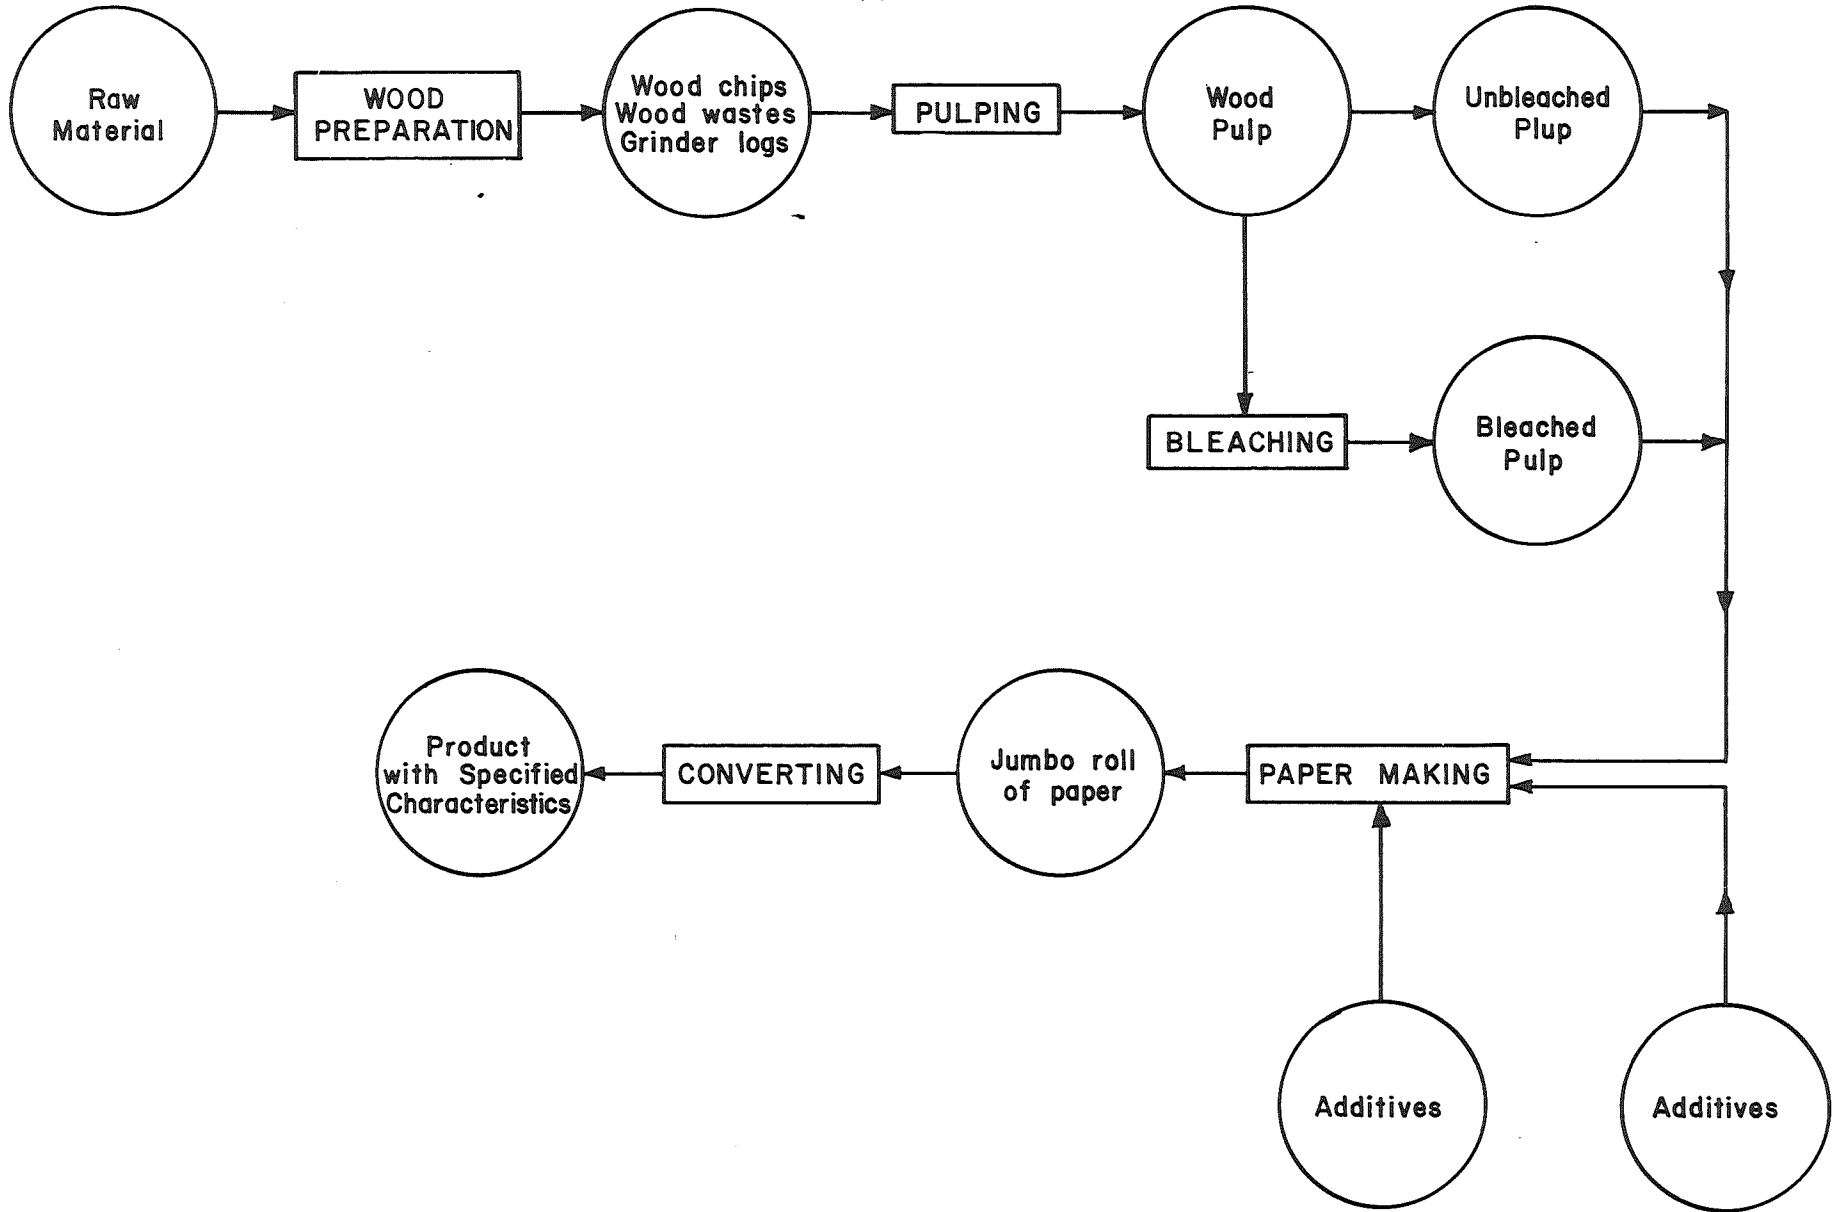 Raw
Material
WOOD
PREPARATION
Wood chips
Wood wastes
Grinder logs
PULPING
Wood
Pulp
Unbleached
Plup
BLEACHING
Bleached
Pulp
Product
with Specified
Characteristics
CONVERTING
Jumbo roll
of paper
PAPER MAKING
Additives
Additives